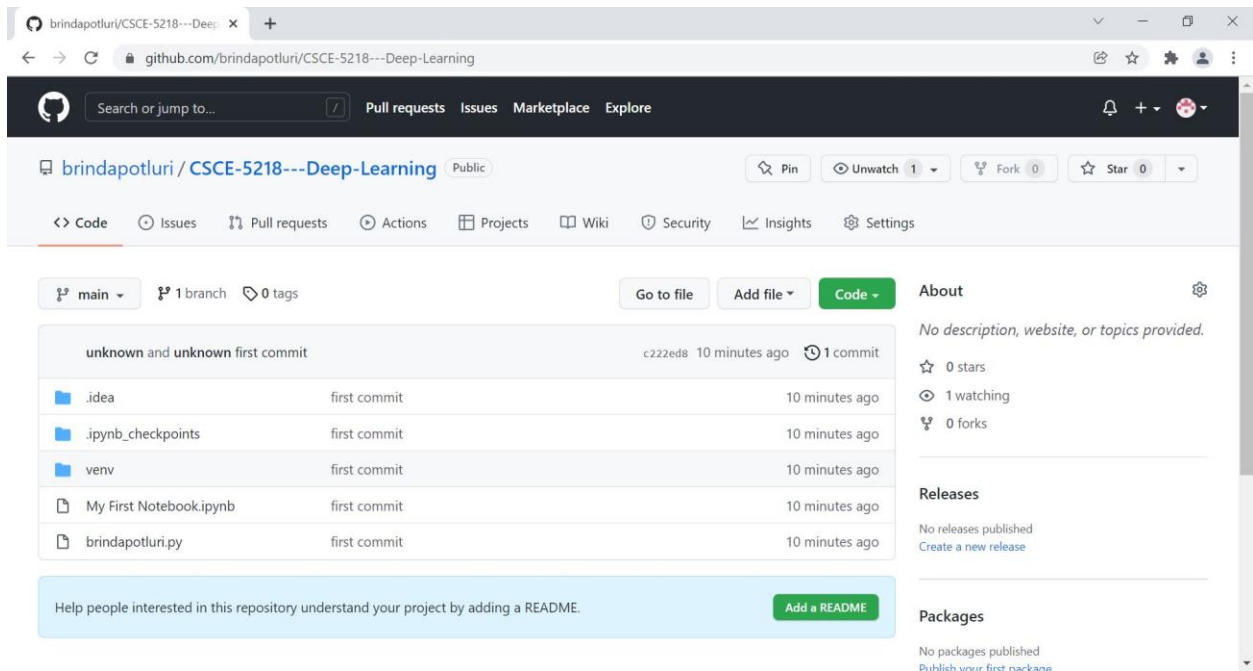 brindapotluri/CSCE-5218---Deep
github.com/brindapotluri/CSCE-5218---Deep-Learning
Search or jump to... / Pull requests Issues Marketplace Explore
brindapotluri / CSCE-5218---Deep-Learning Public Pin Unwatch 1 Fork 0 Star 0
<> Code Issues Pull requests Actions Projects Wiki Security Insights Settings
main 1 branch 0 tags Go to file Add file Code
unknown and unknown first commit c222ed8 10 minutes ago 1 commit
.idea first commit 10 minutes ago
.ipynb_checkpoints first commit 10 minutes ago
venv first commit 10 minutes ago
My First Notebook.ipynb first commit 10 minutes ago
brindapotluri.py first commit 10 minutes ago
Help people interested in this repository understand your project by adding a README. Add a README
About
No description, website, or topics provided.
0 stars
1 watching
0 forks
Releases
No releases published
Create a new release
Packages
No packages published
Publish your first package